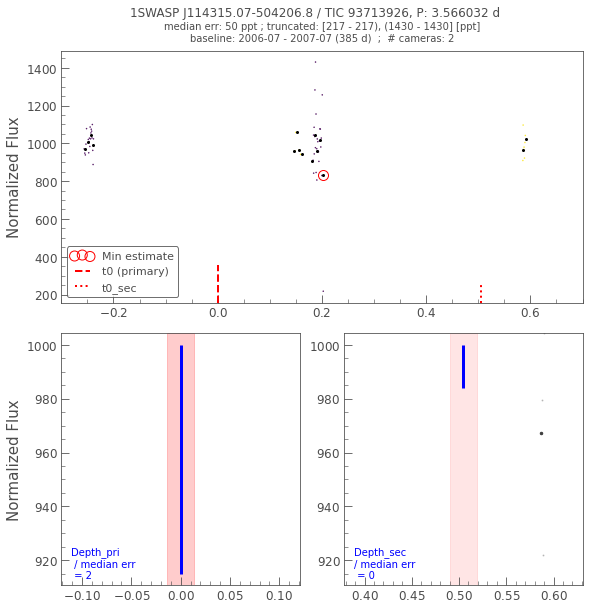 1SWASP J114315.07-504206.8 / TIC 93713926, P: 3.566032 d
median err: 50 ppt ; truncated: [217 - 217), (1430 - 1430] [ppt]
baseline: 2006-07 - 2007-07 (385 d)  ;  # cameras: 2
Normalized Flux
1400
1200
1000
800
600
400
200
Min estimate
t0 (primary)
t0_sec
−0.2
0.0
0.2
0.4
0.6
Normalized Flux
1000
980
960
940
920
Depth_pri
/ median err
= 2
−0.10
−0.05
0.00
0.05
0.10
1000
980
960
940
920
Depth_sec
/ median err
= 0
0.40
0.45
0.50
0.55
0.60